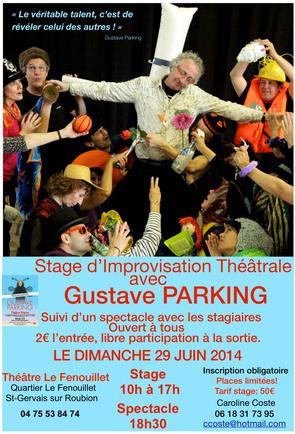 « Le véritable talent, c'est de
révéler celui des autres ! »
Gustave Parking
Stage d'Improvisation Théâtrale
avec
Gustave PARKING
Suivi d'un spectacle avec les stagiaires
Ouvert à tous
2€ l'entrée, libre participation à la sortie.
LE DIMANCHE 29 JUIN 2014
Théâtre Le Fenouillet
Quartier Le Fenouillet
St-Gervais sur Roubion
04 75 53 84 74
Stage
10h à 17h
Spectacle
18h30
Inscription obligatoire
Places limitées!
Tarif stage: 50€
Caroline Coste
06 18 31 73 95
ccoste@hotmail.com